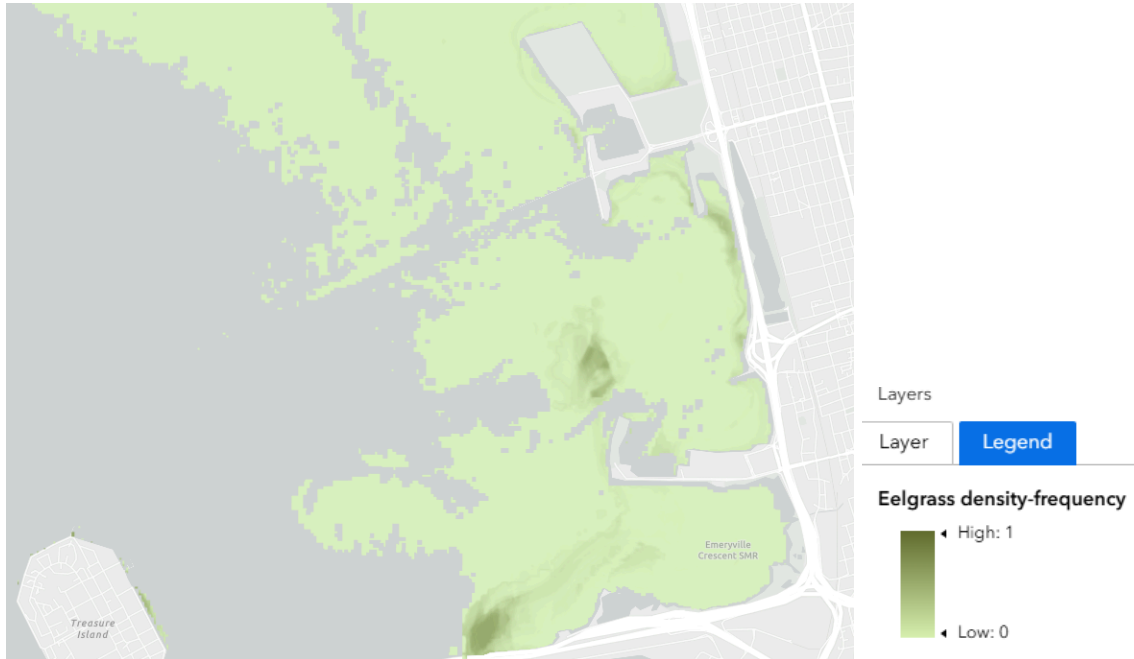 Layers
Layer
Legend
Eelgrass density-frequency
High: 1
Low: 0
Emeryville
Crescent SMR
Treasure
Island